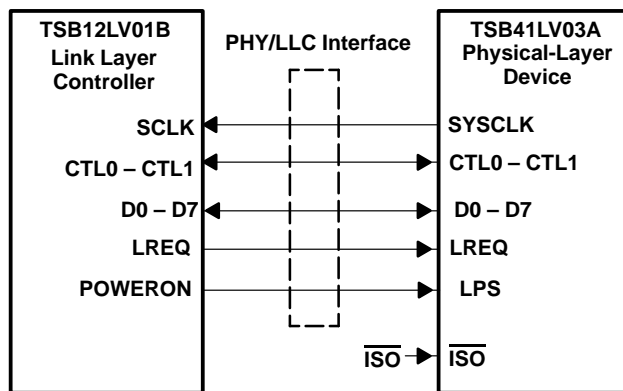 TSB12LV01B
Link Layer
Controller
PHY/LLC Interface
TSB41LV03A
Physical-Layer
Device
SCLK
SYSCLK
CTL0 – CTL1
CTL0 – CTL1
D0 – D7
D0 – D7
LREQ
LREQ
POWERON
LPS
ISO
ISO